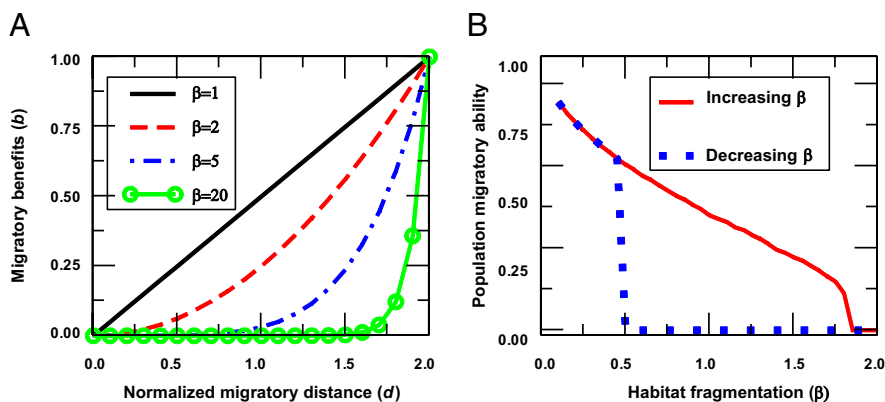 A
Migratory benefits (b)
1.00
0.75
0.50
0.25
0.00
β=1
β=2
β=5
β=20
0.0 0.5 1.0 1.5 2.0
Normalized migratory distance (d)
B
Population migratory ability
1.00
0.75
0.50
0.25
0.00
Increasing β
Decreasing β
0.0 0.5 1.0 1.5 2.0
Habitat fragmentation (β)